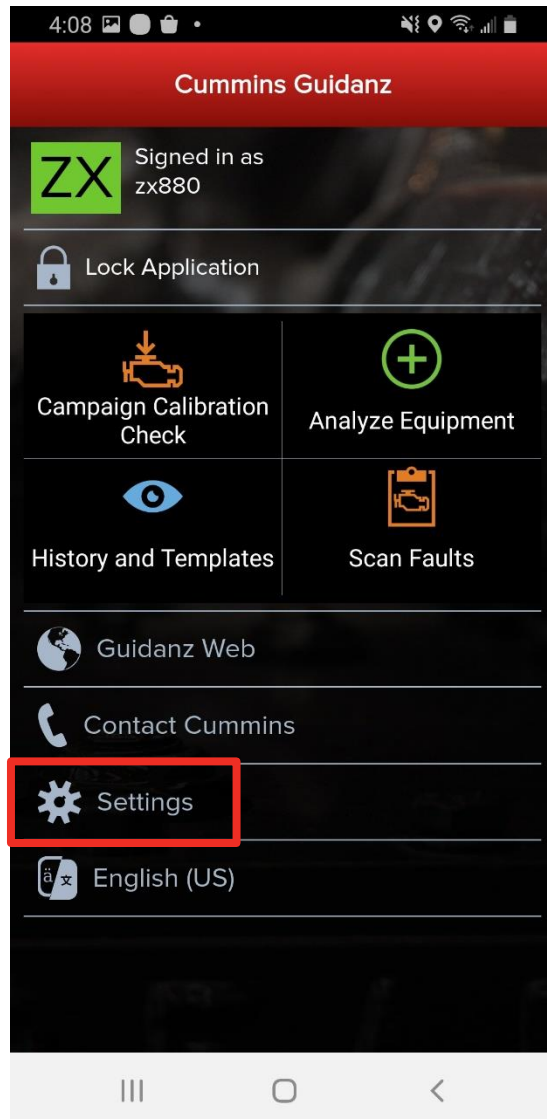 4:08
Cummins Guidanz
ZX
Signed in as
zx880
Lock Application
Campaign Calibration
Check
Analyze Equipment
History and Templates
Scan Faults
Guidanz Web
Contact Cummins
Settings
ä 文
English (US)